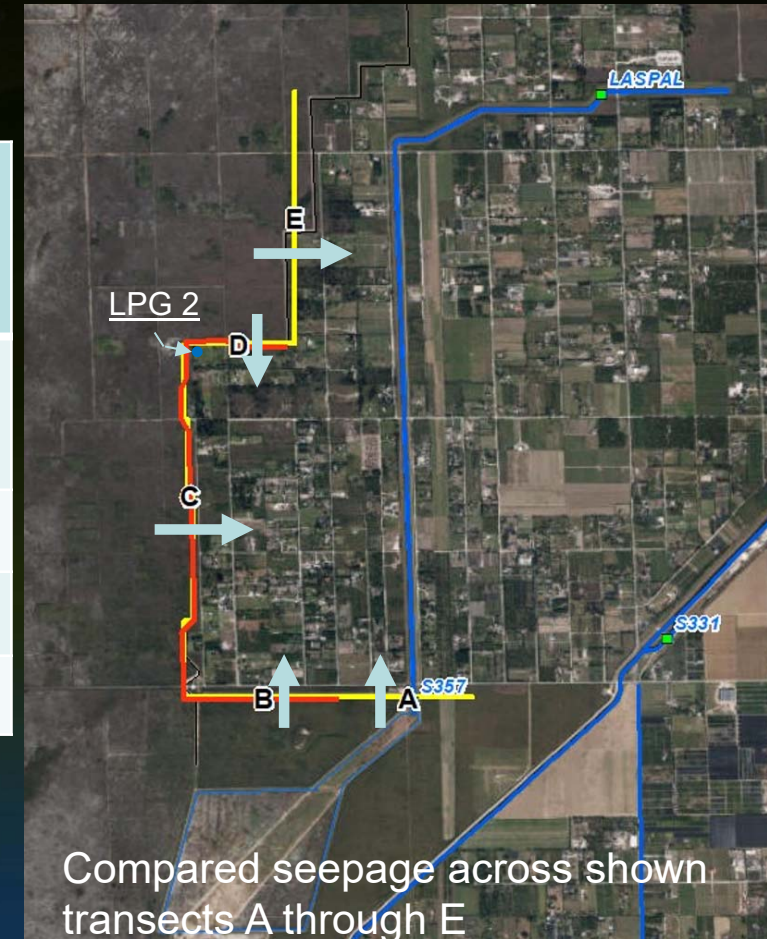 LASPAL
E
LPG 2
D
C
S331
B
A
S357
Compared seepage across shown
transects A through E